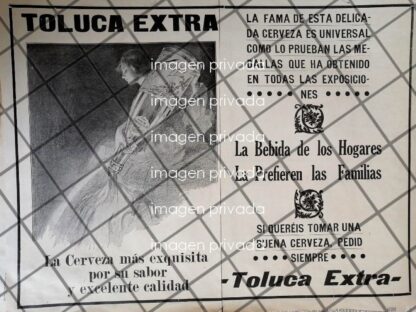 TOLUCA EXTRA
La Cerveza más exquisita
por su sabor
y excelente calidad
LA FAMA DE ESTA DELICA-
DA CERVEZA ES UNIVERSAL
COMO LO PRUEBAN LAS ME-
DALLAS QUE HA OBTENIDO
EN TODAS LAS EXPOSICIO-
NES
La Bebida de los Hogares
La Prefieren las Familias
SI QUERÉIS TOMAR UNA
BUENA CERVEZA, PEDID
SIEMPRE
-Toluca Extra-
imagen privada
imagen privada
imagen privada
imagen privada
imagen privada
imagen privada